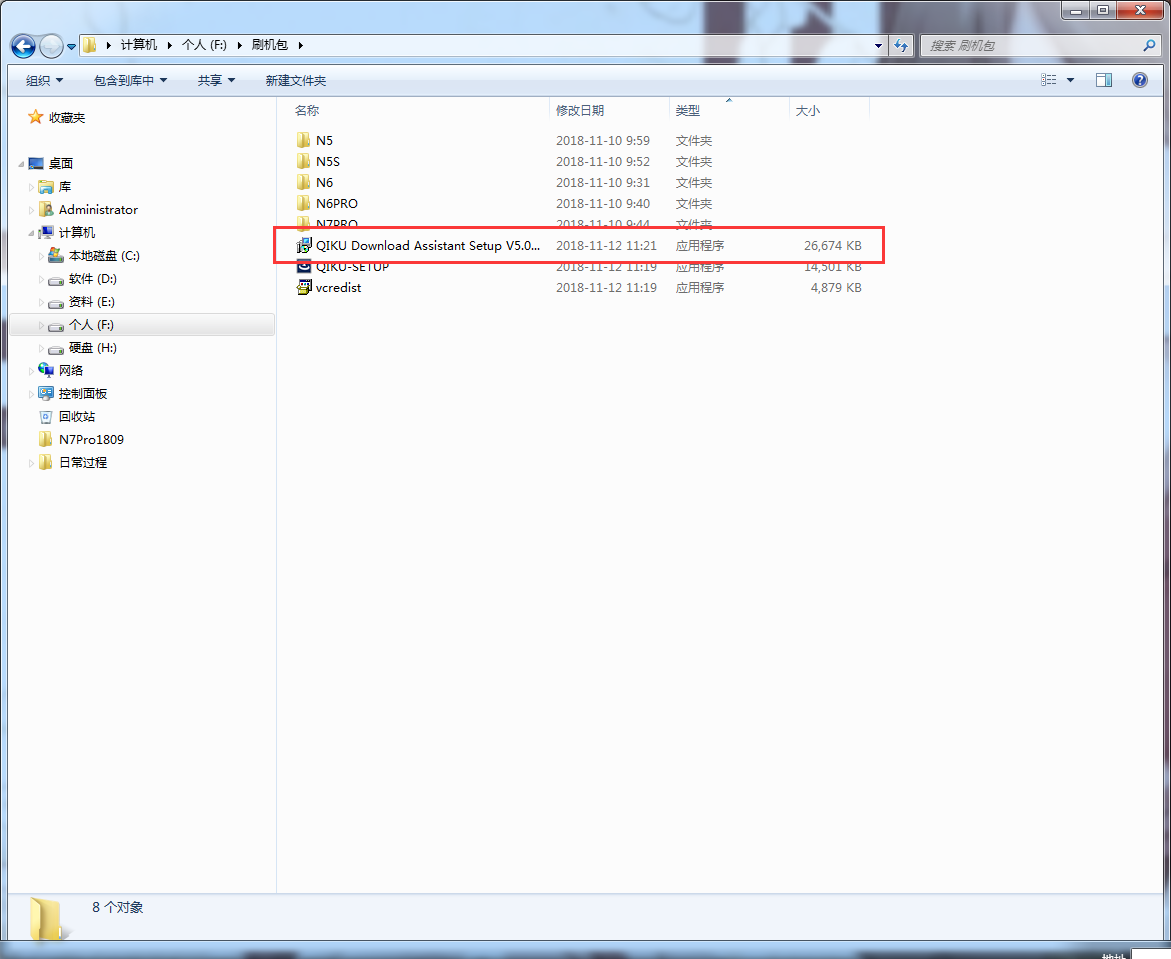 计算机 个人 (F:) 刷机包
搜索 刷机包
组织 包含到库中 共享 新建文件夹
收藏夹
桌面
库
Administrator
计算机
本地磁盘 (C:)
软件 (D:)
资料 (E:)
个人 (F:)
硬盘 (H:)
网络
控制面板
回收站
N7Pro1809
日常过程
名称 修改日期 类型 大小
N5 2018-11-10 9:59 文件夹
N5S 2018-11-10 9:52 文件夹
N6 2018-11-10 9:31 文件夹
N6PRO 2018-11-10 9:40 文件夹
N7PRO 2018-11-10 9:44 文件夹
QIKU Download Assistant Setup V5.0... 2018-11-12 11:21 应用程序 26,674 KB
QIKU-SETUP 2018-11-12 11:19 应用程序 14,501 KB
vcredist 2018-11-12 11:19 应用程序 4,879 KB
8 个对象
地址